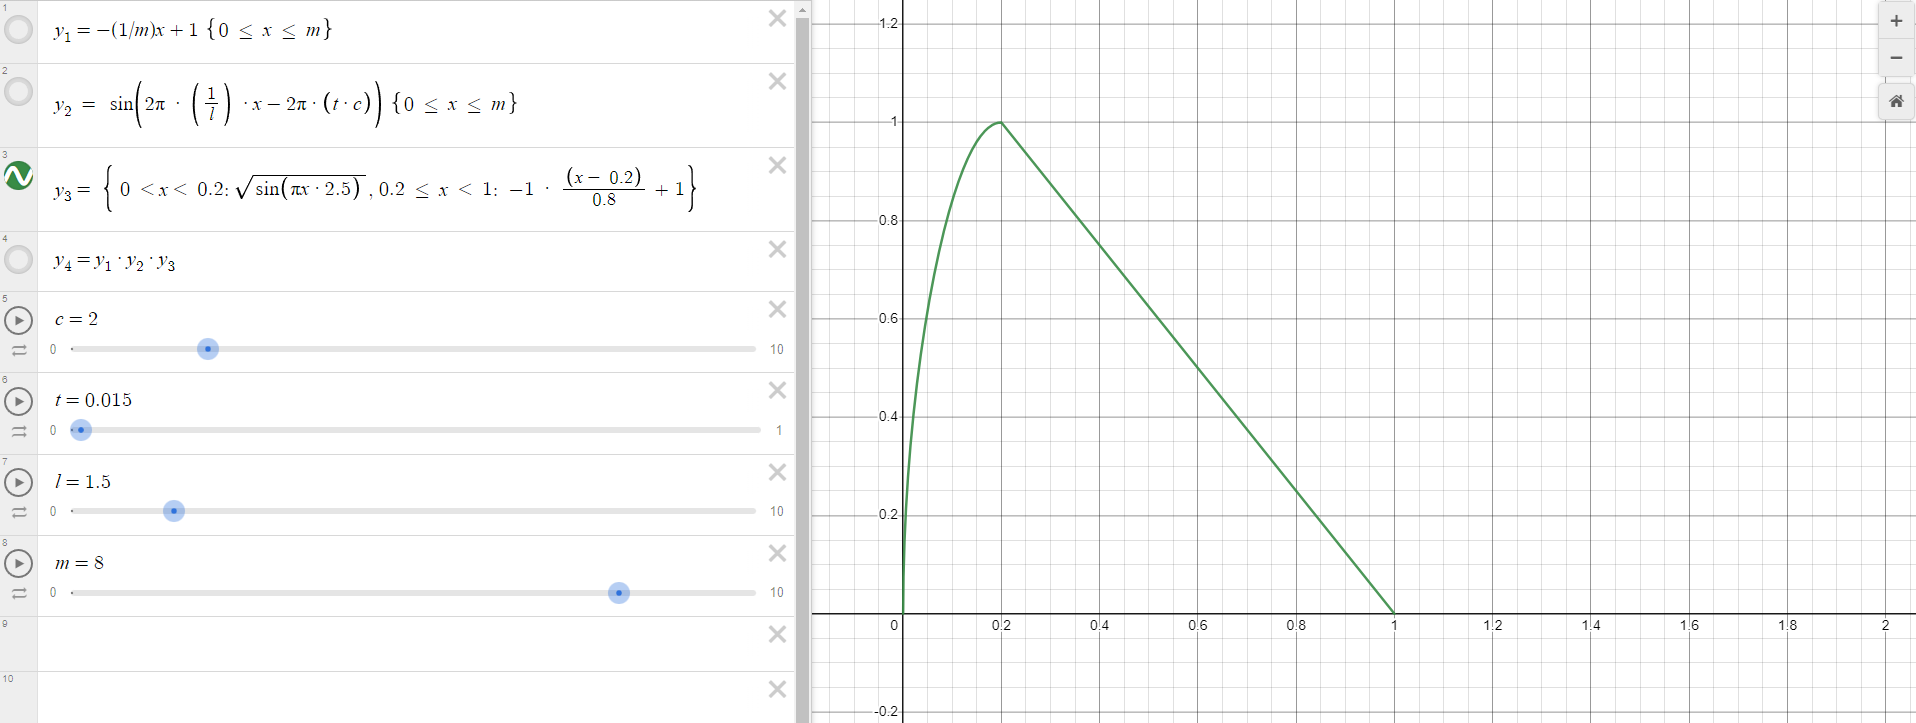 1
y₁ = −(1/m)x + 1 {0 ≤ x ≤ m}
2
y₂ = sin(2π · (1/l) · x − 2π · (t · c)) {0 ≤ x ≤ m}
3
y₃ = {0 < x < 0.2: √sin(πx · 2.5) , 0.2 ≤ x < 1: −1 · (x − 0.2)/0.8 + 1}
4
y₄ = y₁ · y₂ · y₃
5
c = 2
0 10
6
t = 0.015
0 1
7
l = 1.5
0 10
8
m = 8
0 10
9
10
1.2
1
0.8
0.6
0.4
0.2
0 0.2 0.4 0.6 0.8 1 1.2 1.4 1.6 1.8 2
-0.2
+
−